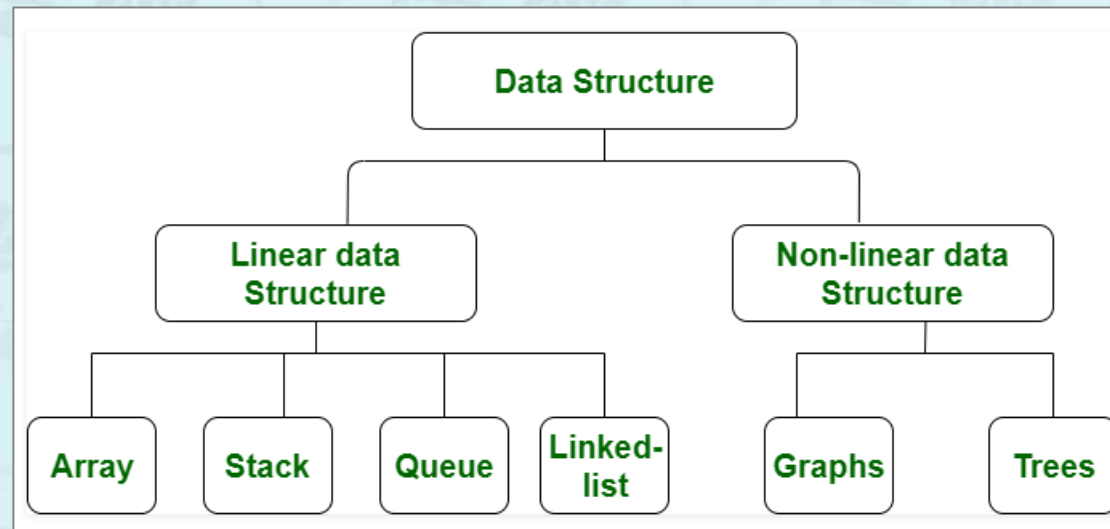 Data Structure
Linear data
Structure
Non-linear data
Structure
Array
Stack
Queue
Linked-
list
Graphs
Trees